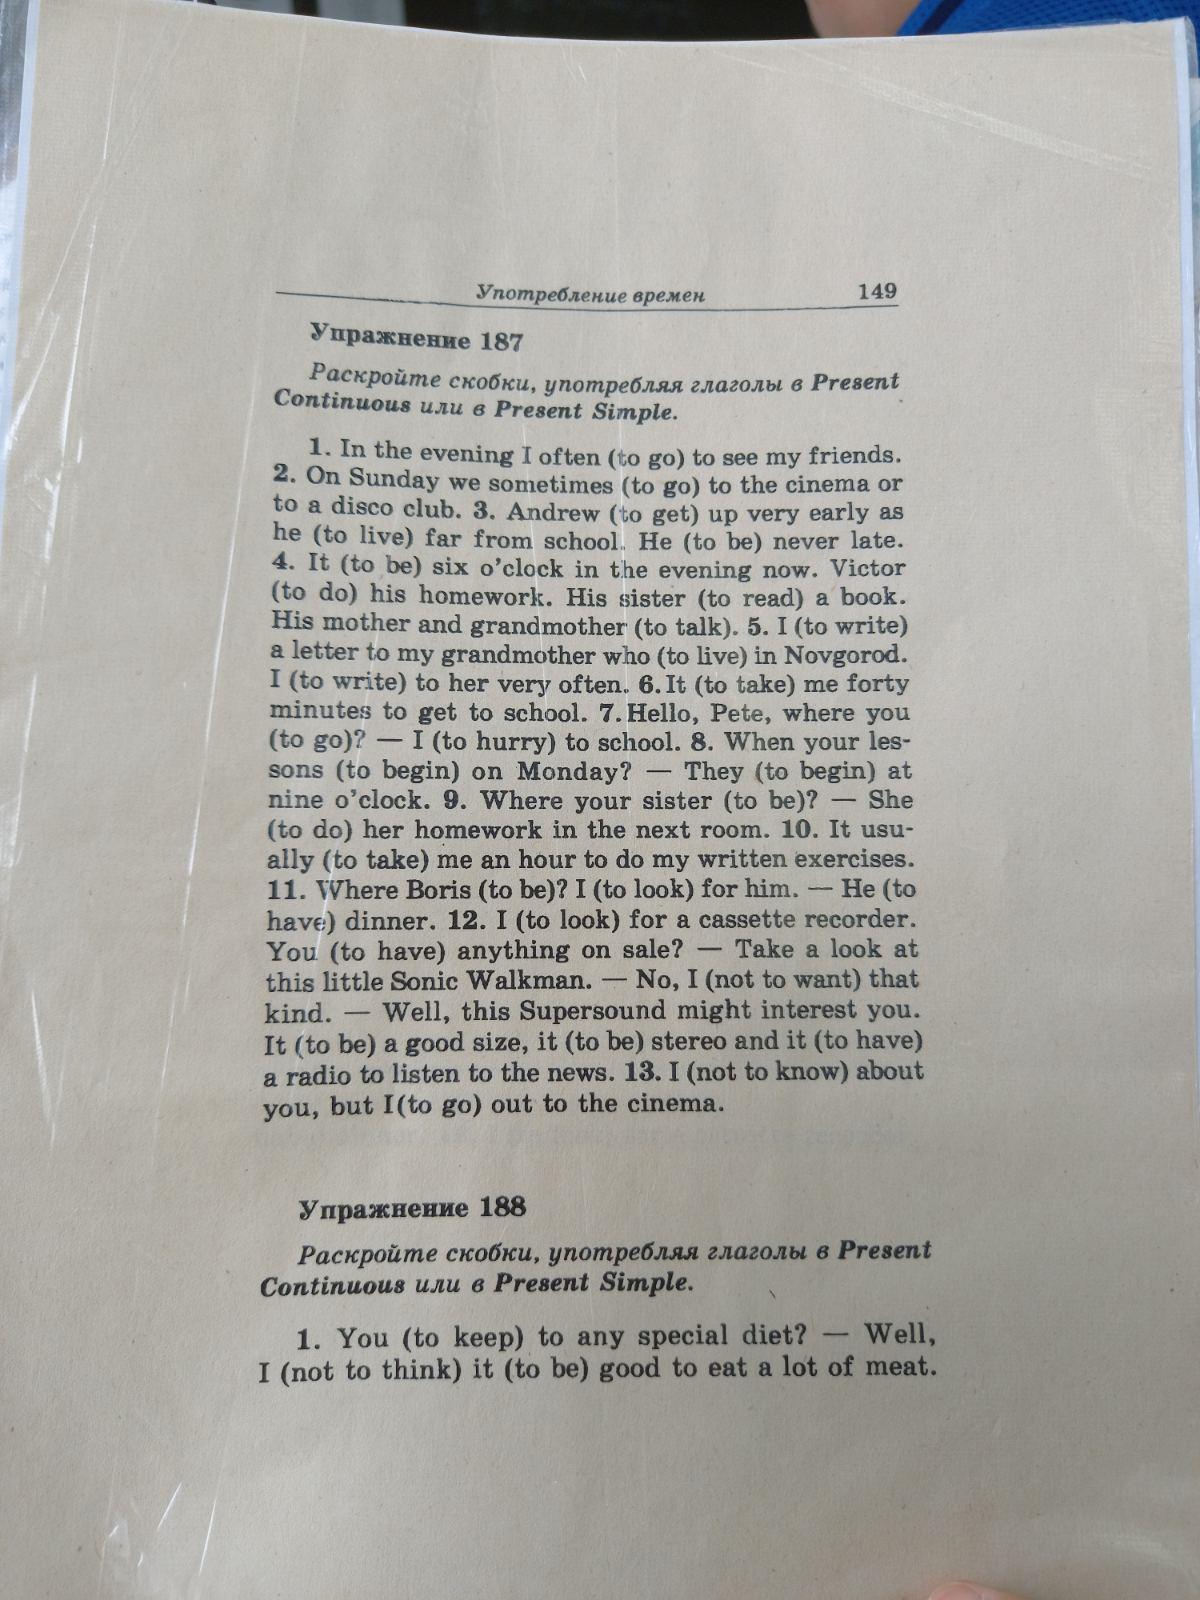 Употребление времен 149
Упражнение 187
Раскройте скобки, употребляя глаголы в Present
Continuous или в Present Simple.
1. In the evening I often (to go) to see my friends.
2. On Sunday we sometimes (to go) to the cinema or
to a disco club. 3. Andrew (to get) up very early as
he (to live) far from school. He (to be) never late.
4. It (to be) six o'clock in the evening now. Victor
(to do) his homework. His sister (to read) a book.
His mother and grandmother (to talk). 5. I (to write)
a letter to my grandmother who (to live) in Novgorod.
I (to write) to her very often. 6. It (to take) me forty
minutes to get to school. 7. Hello, Pete, where you
(to go)? — I (to hurry) to school. 8. When your les-
sons (to begin) on Monday? — They (to begin) at
nine o'clock. 9. Where your sister (to be)? — She
(to do) her homework in the next room. 10. It usu-
ally (to take) me an hour to do my written exercises.
11. Where Boris (to be)? I (to look) for him. — He (to
have) dinner. 12. I (to look) for a cassette recorder.
You (to have) anything on sale? — Take a look at
this little Sonic Walkman. — No, I (not to want) that
kind. — Well, this Supersound might interest you.
It (to be) a good size, it (to be) stereo and it (to have)
a radio to listen to the news. 13. I (not to know) about
you, but I(to go) out to the cinema.
Упражнение 188
Раскройте скобки, употребляя глаголы в Present
Continuous или в Present Simple.
1. You (to keep) to any special diet? — Well,
I (not to think) it (to be) good to eat a lot of meat.